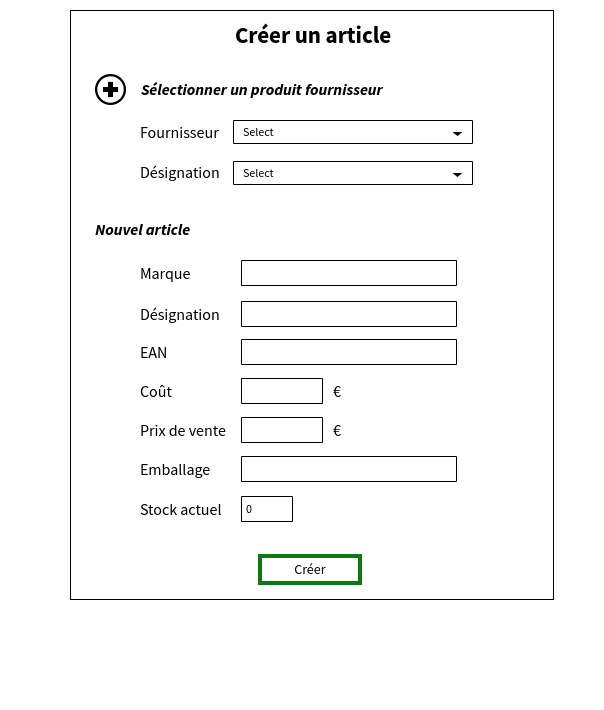 Créer un article
Sélectionner un produit fournisseur
Fournisseur Select
Désignation Select
Nouvel article
Marque
Désignation
EAN
Coût €
Prix de vente €
Emballage
Stock actuel 0
Créer